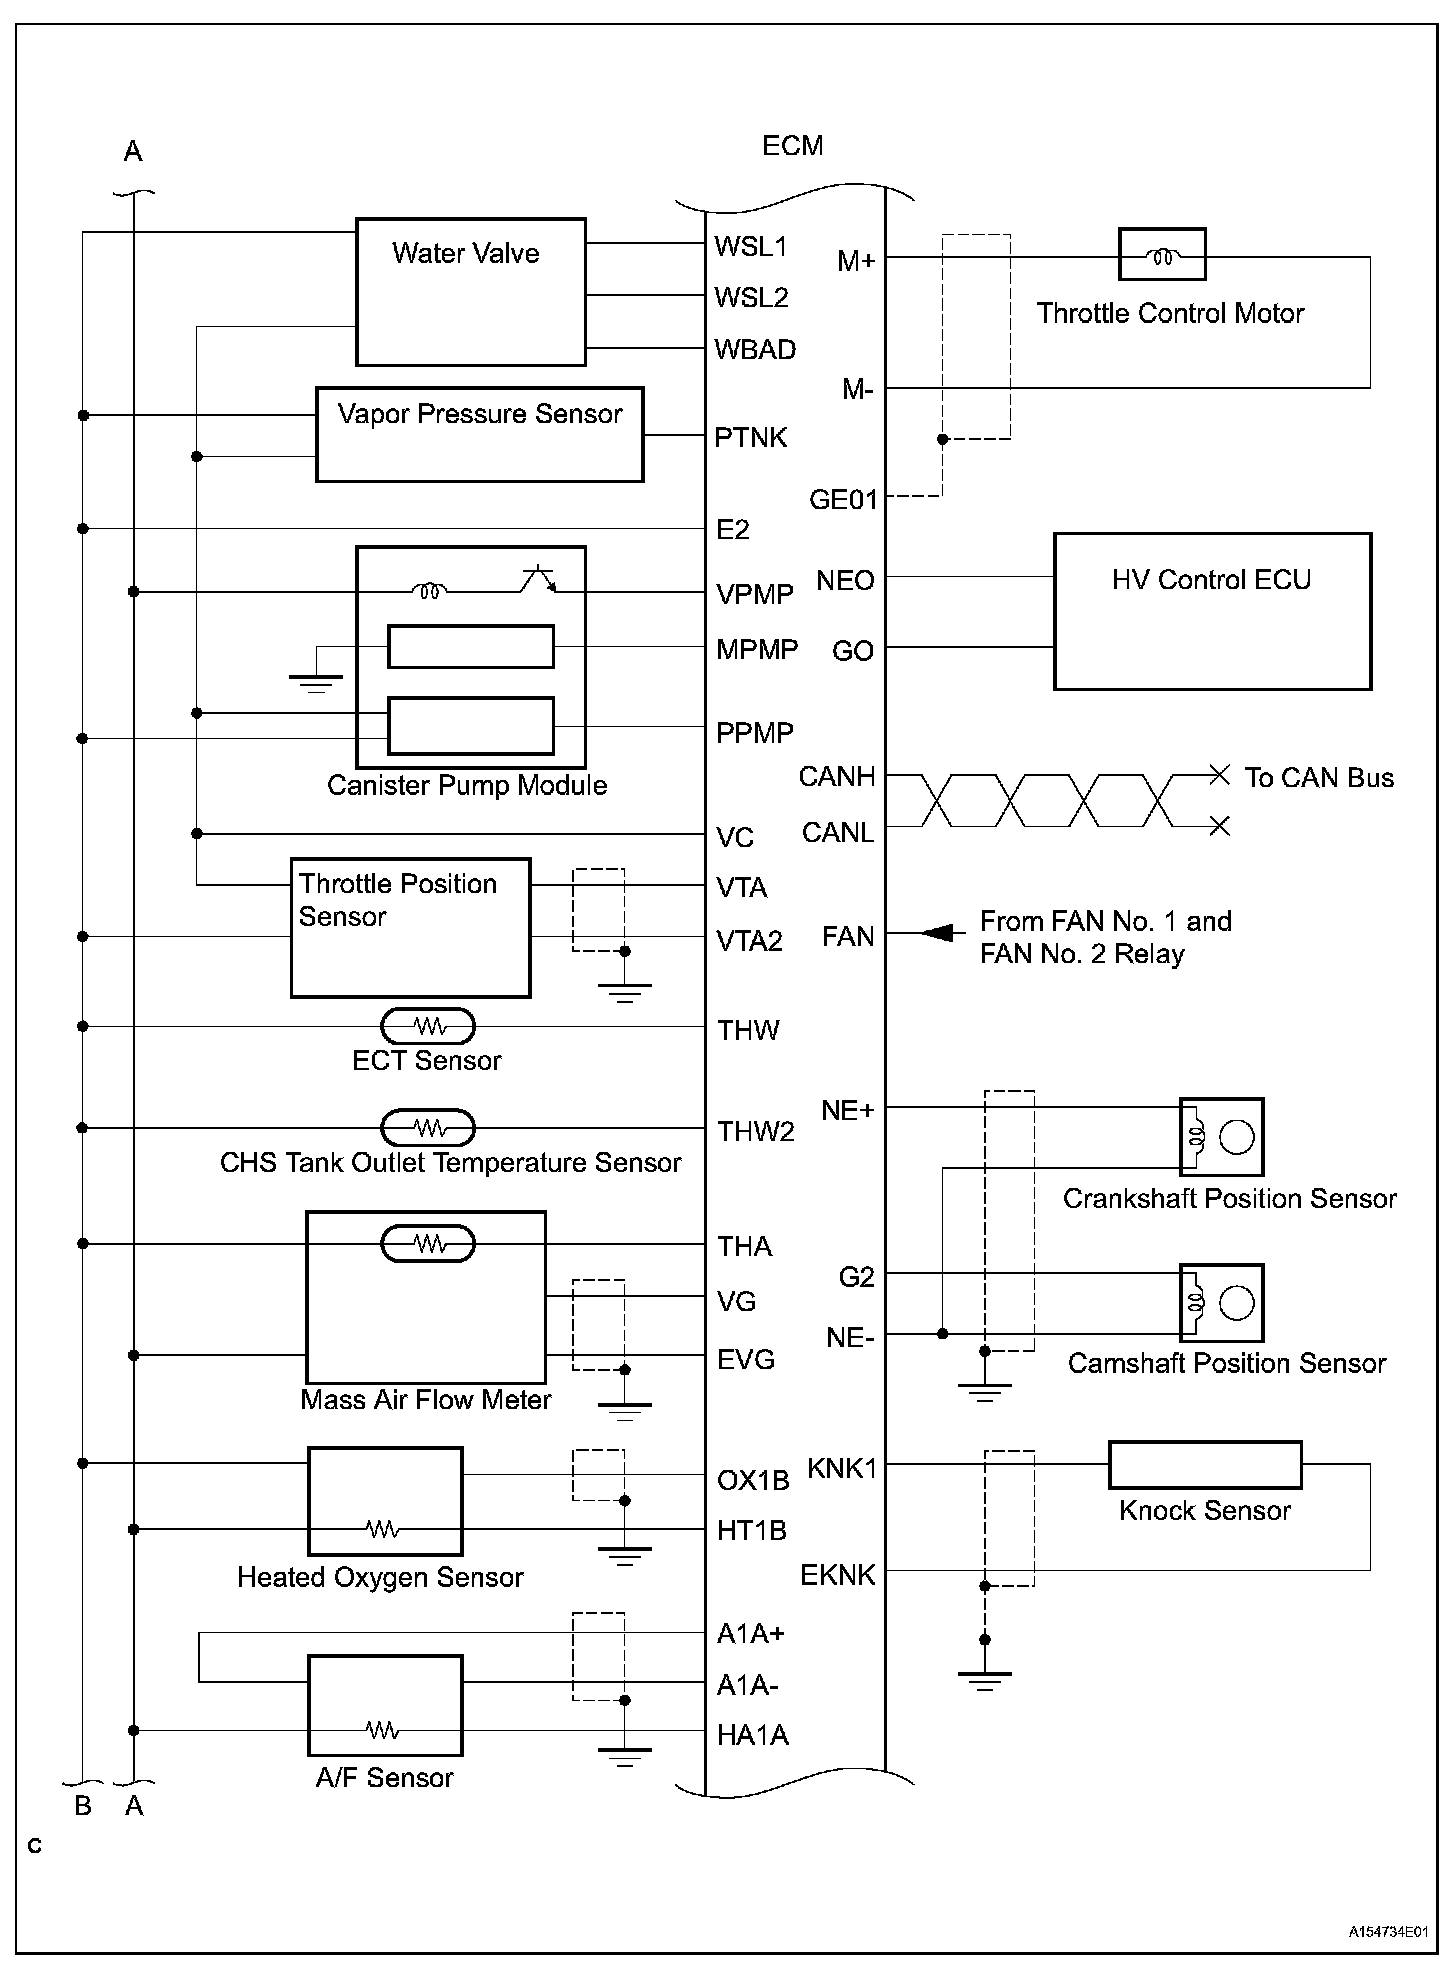 A
ECM
Water Valve
WSL1
WSL2
WBAD
Vapor Pressure Sensor
PTNK
E2
VPMP
MPMP
PPMP
Canister Pump Module
VC
Throttle Position
Sensor
VTA
VTA2
THW
ECT Sensor
THW2
CHS Tank Outlet Temperature Sensor
THA
VG
EVG
Mass Air Flow Meter
OX1B
HT1B
Heated Oxygen Sensor
A1A+
A1A-
HA1A
A/F Sensor
B
A
M+
Throttle Control Motor
M-
GE01
NEO
HV Control ECU
GO
CANH
To CAN Bus
CANL
FAN
From FAN No. 1 and
FAN No. 2 Relay
NE+
Crankshaft Position Sensor
G2
NE-
Camshaft Position Sensor
KNK1
Knock Sensor
EKNK
C
A154734E01